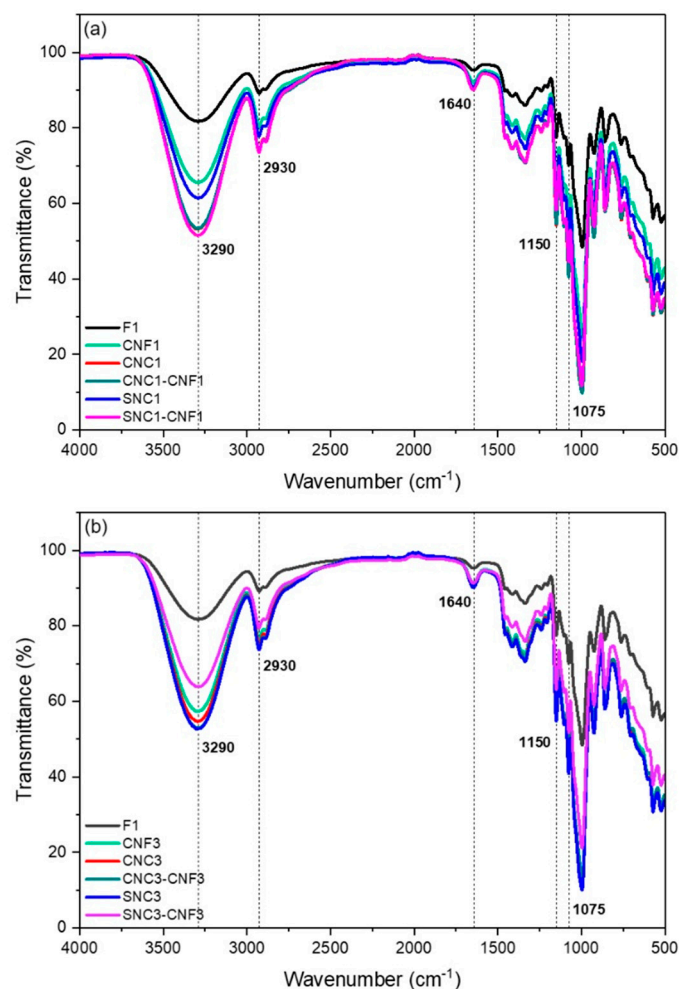 (a)
100
80
60
40
20
0
Transmittance (%)
1640
2930
3290
1150
1075
F1
CNF1
CNC1
CNC1-CNF1
SNC1
SNC1-CNF1
4000 3500 3000 2500 2000 1500 1000 500
Wavenumber (cm⁻¹)
(b)
100
80
60
40
20
0
Transmittance (%)
1640
2930
3290
1150
1075
F1
CNF3
CNC3
CNC3-CNF3
SNC3
SNC3-CNF3
4000 3500 3000 2500 2000 1500 1000 500
Wavenumber (cm⁻¹)